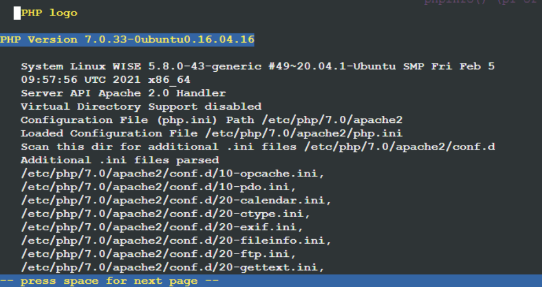 phpinfo()
PHP logo
PHP Version 7.0.33-0ubuntu0.16.04.16
System Linux WISE 5.8.0-43-generic #49~20.04.1-Ubuntu SMP Fri Feb 5
09:57:56 UTC 2021 x86_64
Server API Apache 2.0 Handler
Virtual Directory Support disabled
Configuration File (php.ini) Path /etc/php/7.0/apache2
Loaded Configuration File /etc/php/7.0/apache2/php.ini
Scan this dir for additional .ini files /etc/php/7.0/apache2/conf.d
Additional .ini files parsed
/etc/php/7.0/apache2/conf.d/10-opcache.ini,
/etc/php/7.0/apache2/conf.d/10-pdo.ini,
/etc/php/7.0/apache2/conf.d/20-calendar.ini,
/etc/php/7.0/apache2/conf.d/20-ctype.ini,
/etc/php/7.0/apache2/conf.d/20-exif.ini,
/etc/php/7.0/apache2/conf.d/20-fileinfo.ini,
/etc/php/7.0/apache2/conf.d/20-ftp.ini,
/etc/php/7.0/apache2/conf.d/20-gettext.ini,
-- press space for next page --